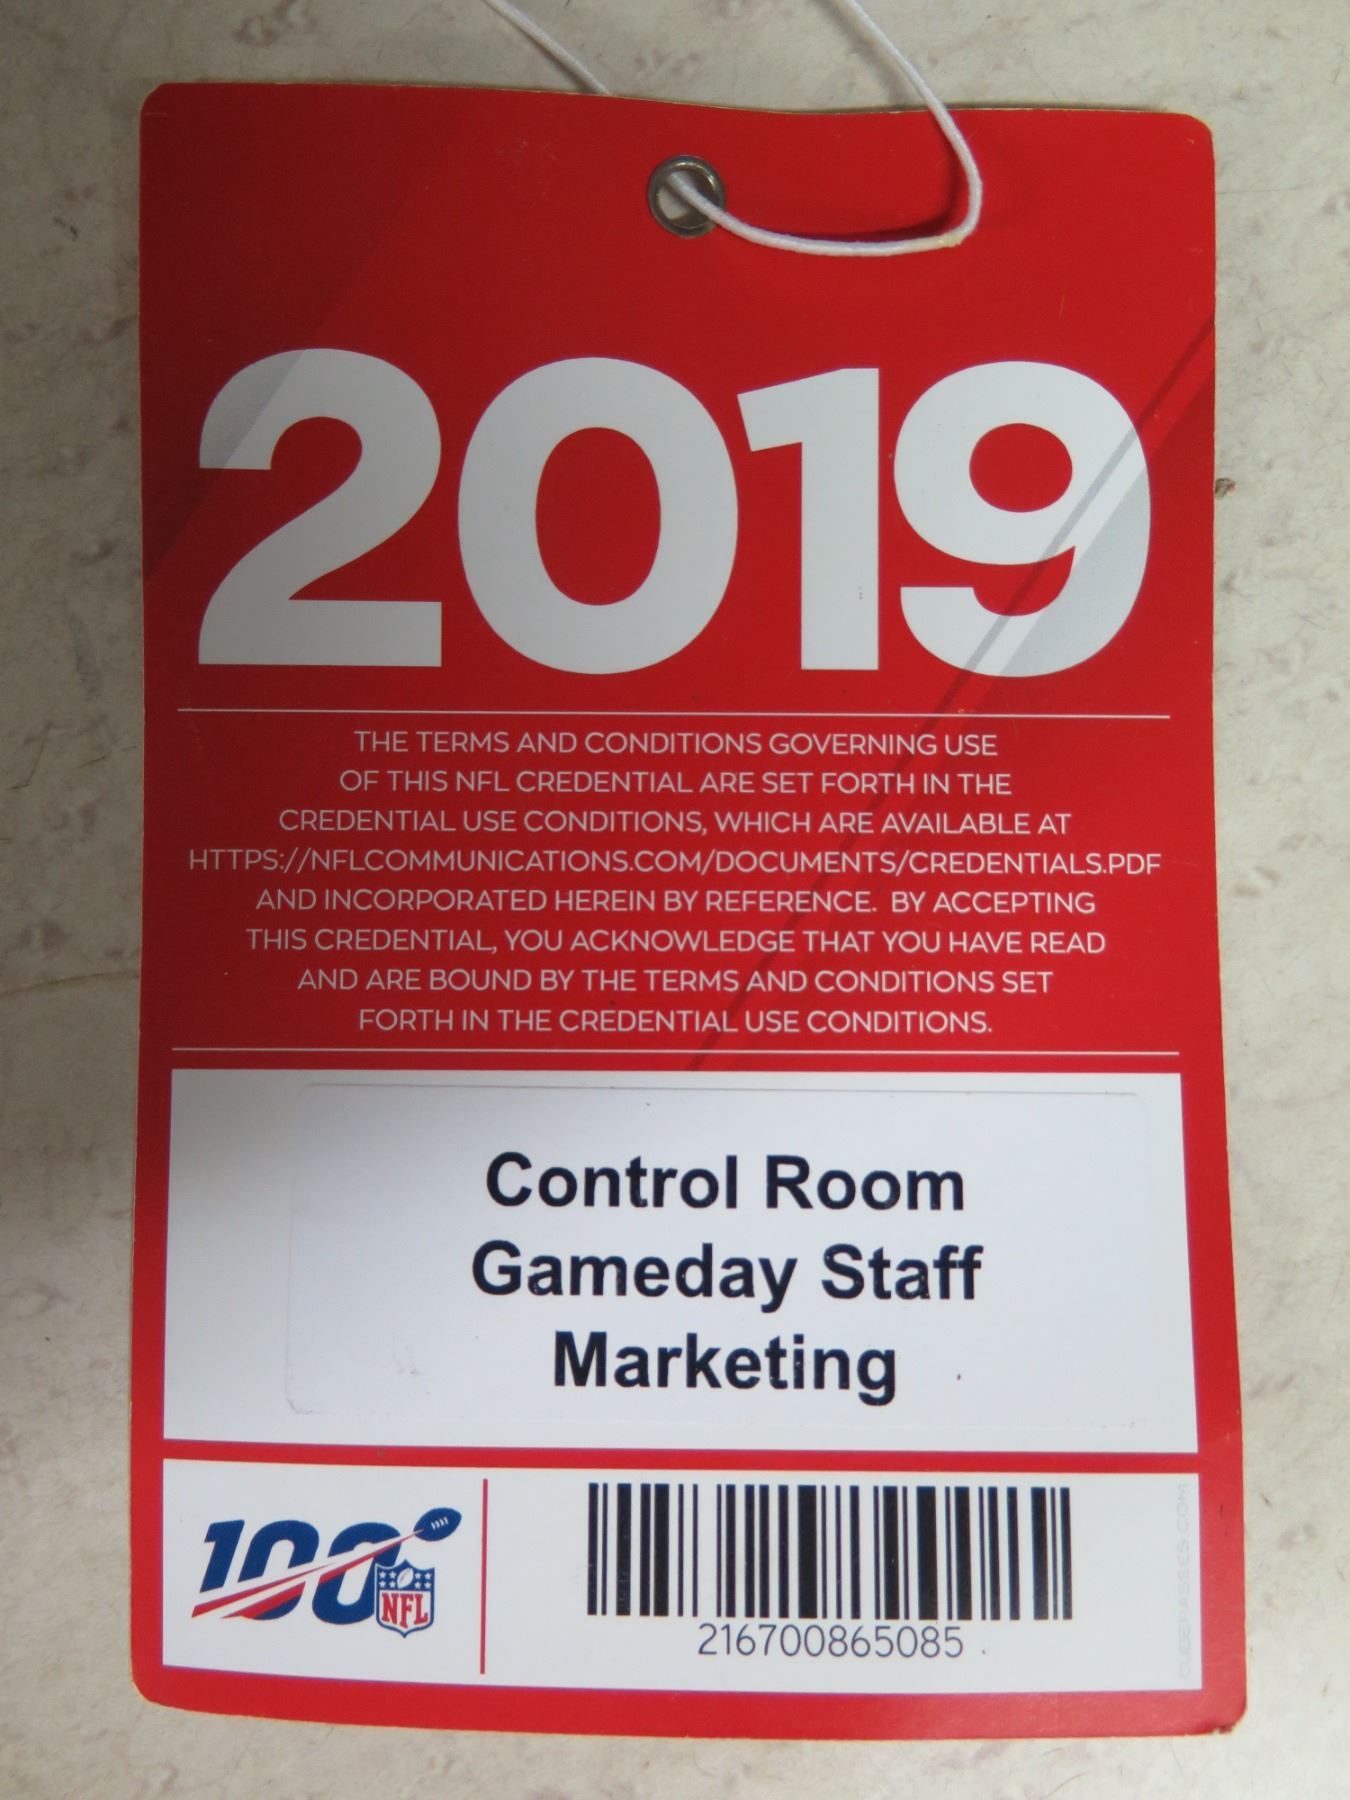 2019
THE TERMS AND CONDITIONS GOVERNING USE
OF THIS NFL CREDENTIAL ARE SET FORTH IN THE
CREDENTIAL USE CONDITIONS, WHICH ARE AVAILABLE AT
HTTPS://NFLCOMMUNICATIONS.COM/DOCUMENTS/CREDENTIALS.PDF
AND INCORPORATED HEREIN BY REFERENCE. BY ACCEPTING
THIS CREDENTIAL, YOU ACKNOWLEDGE THAT YOU HAVE READ
AND ARE BOUND BY THE TERMS AND CONDITIONS SET
FORTH IN THE CREDENTIAL USE CONDITIONS.
Control Room
Gameday Staff
Marketing
100
NFL
216700865085
CUBEPASSES.COM